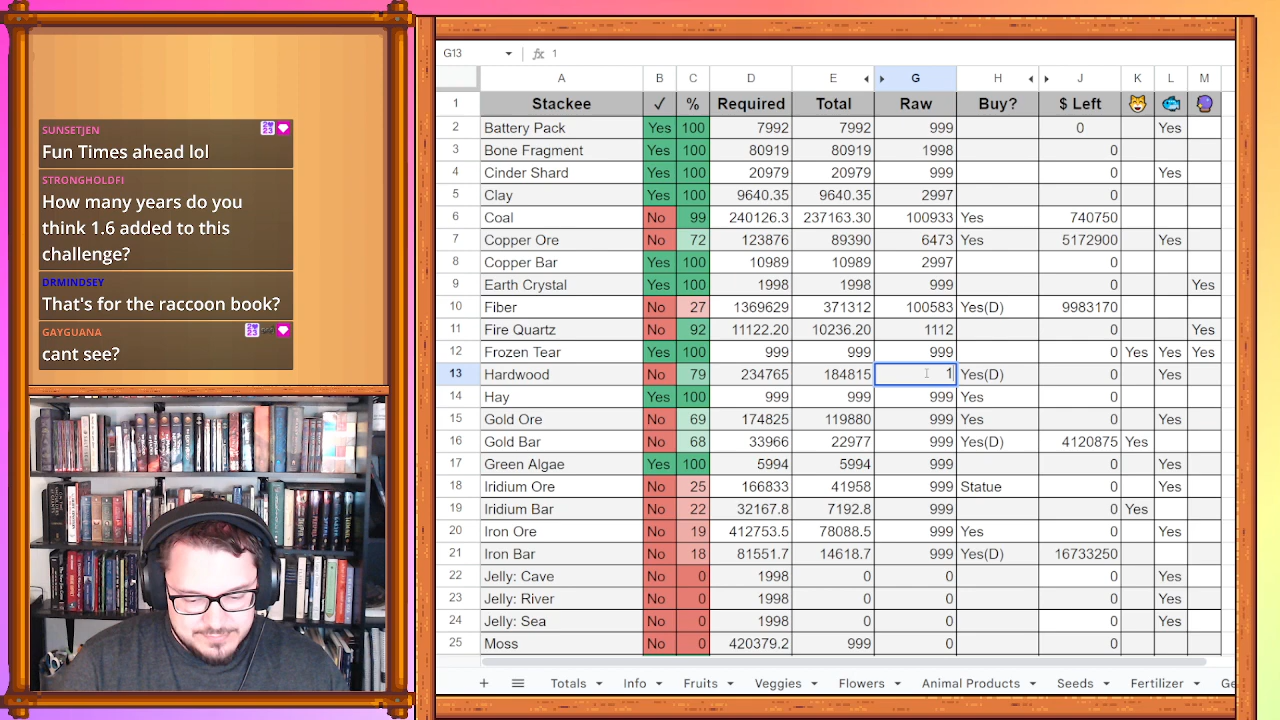 SUNSETJEN
Fun Times ahead lol
STRONGHOLDFI
How many years do you
think 1.6 added to this
challenge?
DRMINDSEY
That's for the raccoon book?
GAYGUANA
cant see?
G13 fx 1
A B C D E G H J K L M
1 Stackee ✓ % Required Total Raw Buy? $ Left
2 Battery Pack Yes 100 7992 7992 999 0 Yes
3 Bone Fragment Yes 100 80919 80919 1998 0
4 Cinder Shard Yes 100 20979 20979 999 0 Yes
5 Clay Yes 100 9640.35 9640.35 2997 0
6 Coal No 99 240126.3 237163.30 100933 Yes 740750
7 Copper Ore No 72 123876 89390 6473 Yes 5172900 Yes
8 Copper Bar Yes 100 10989 10989 2997 0
9 Earth Crystal Yes 100 1998 1998 999 0 Yes
10 Fiber No 27 1369629 371312 100583 Yes(D) 9983170
11 Fire Quartz No 92 11122.20 10236.20 1112 0 Yes
12 Frozen Tear Yes 100 999 999 999 0 Yes Yes Yes
13 Hardwood No 79 234765 184815 1 Yes(D) 0
14 Hay Yes 100 999 999 999 Yes 0
15 Gold Ore No 69 174825 119880 999 Yes 0 Yes
16 Gold Bar No 68 33966 22977 999 Yes(D) 4120875 Yes
17 Green Algae Yes 100 5994 5994 999 0 Yes
18 Iridium Ore No 25 166833 41958 999 Statue 0 Yes
19 Iridium Bar No 22 32167.8 7192.8 999 0 Yes
20 Iron Ore No 19 412753.5 78088.5 999 Yes 0 Yes
21 Iron Bar No 18 81551.7 14618.7 999 Yes(D) 16733250
22 Jelly: Cave No 0 1998 0 0 0 Yes
23 Jelly: River No 0 1998 0 0 0 Yes
24 Jelly: Sea No 0 1998 0 0 0 Yes
25 Moss No 0 420379.2 999 0 0
+ Totals Info Fruits Veggies Flowers Animal Products Seeds Fertilizer Ge